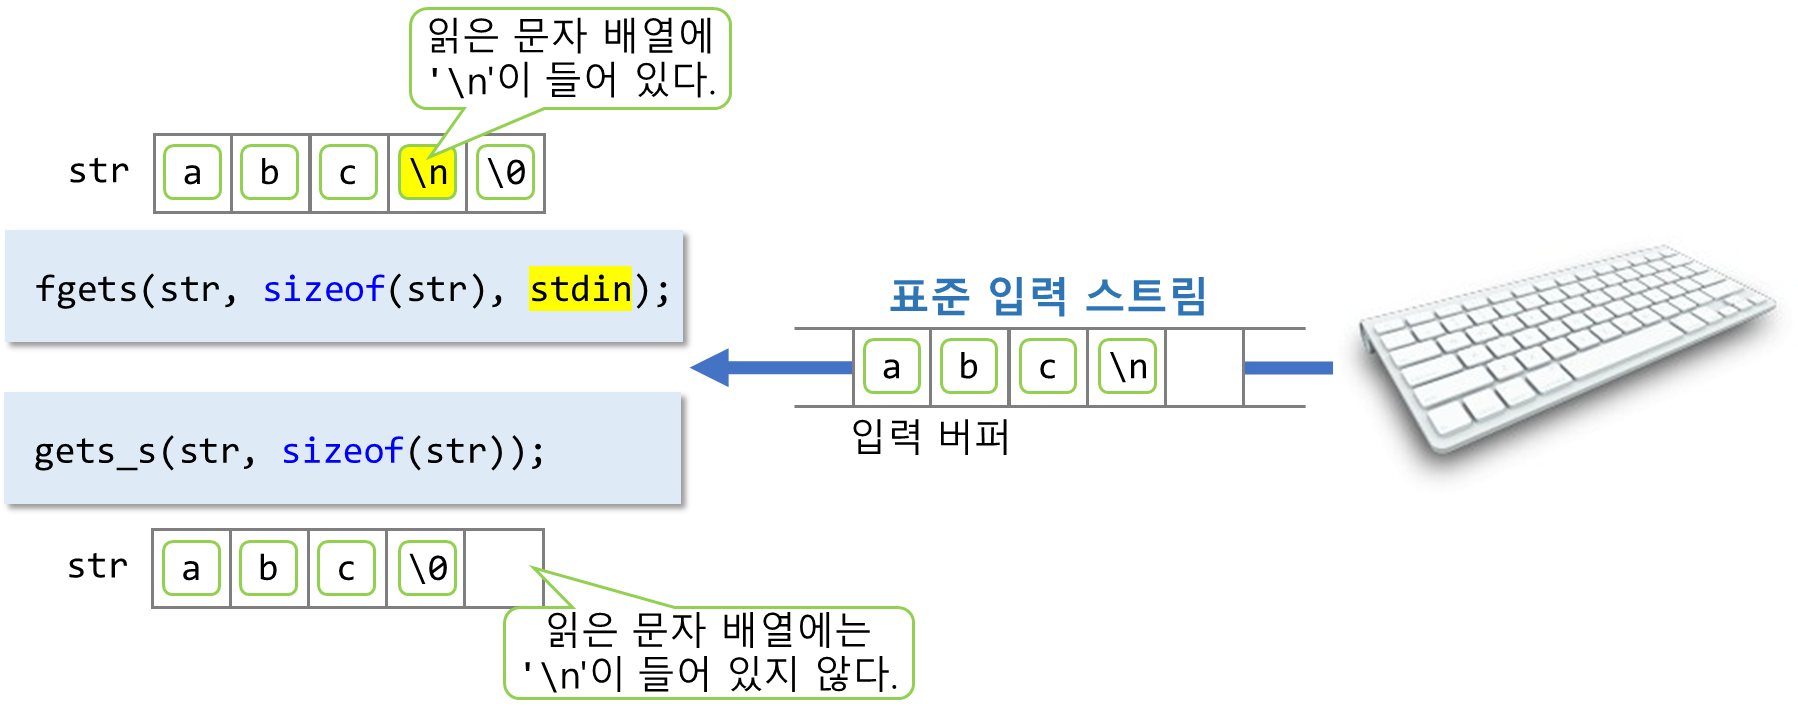 읽은 문자 배열에
'\n'이 들어 있다.
str a b c \n \0
fgets(str, sizeof(str), stdin);
표준 입력 스트림
a b c \n
입력 버퍼
gets_s(str, sizeof(str));
str a b c \0
읽은 문자 배열에는
'\n'이 들어 있지 않다.